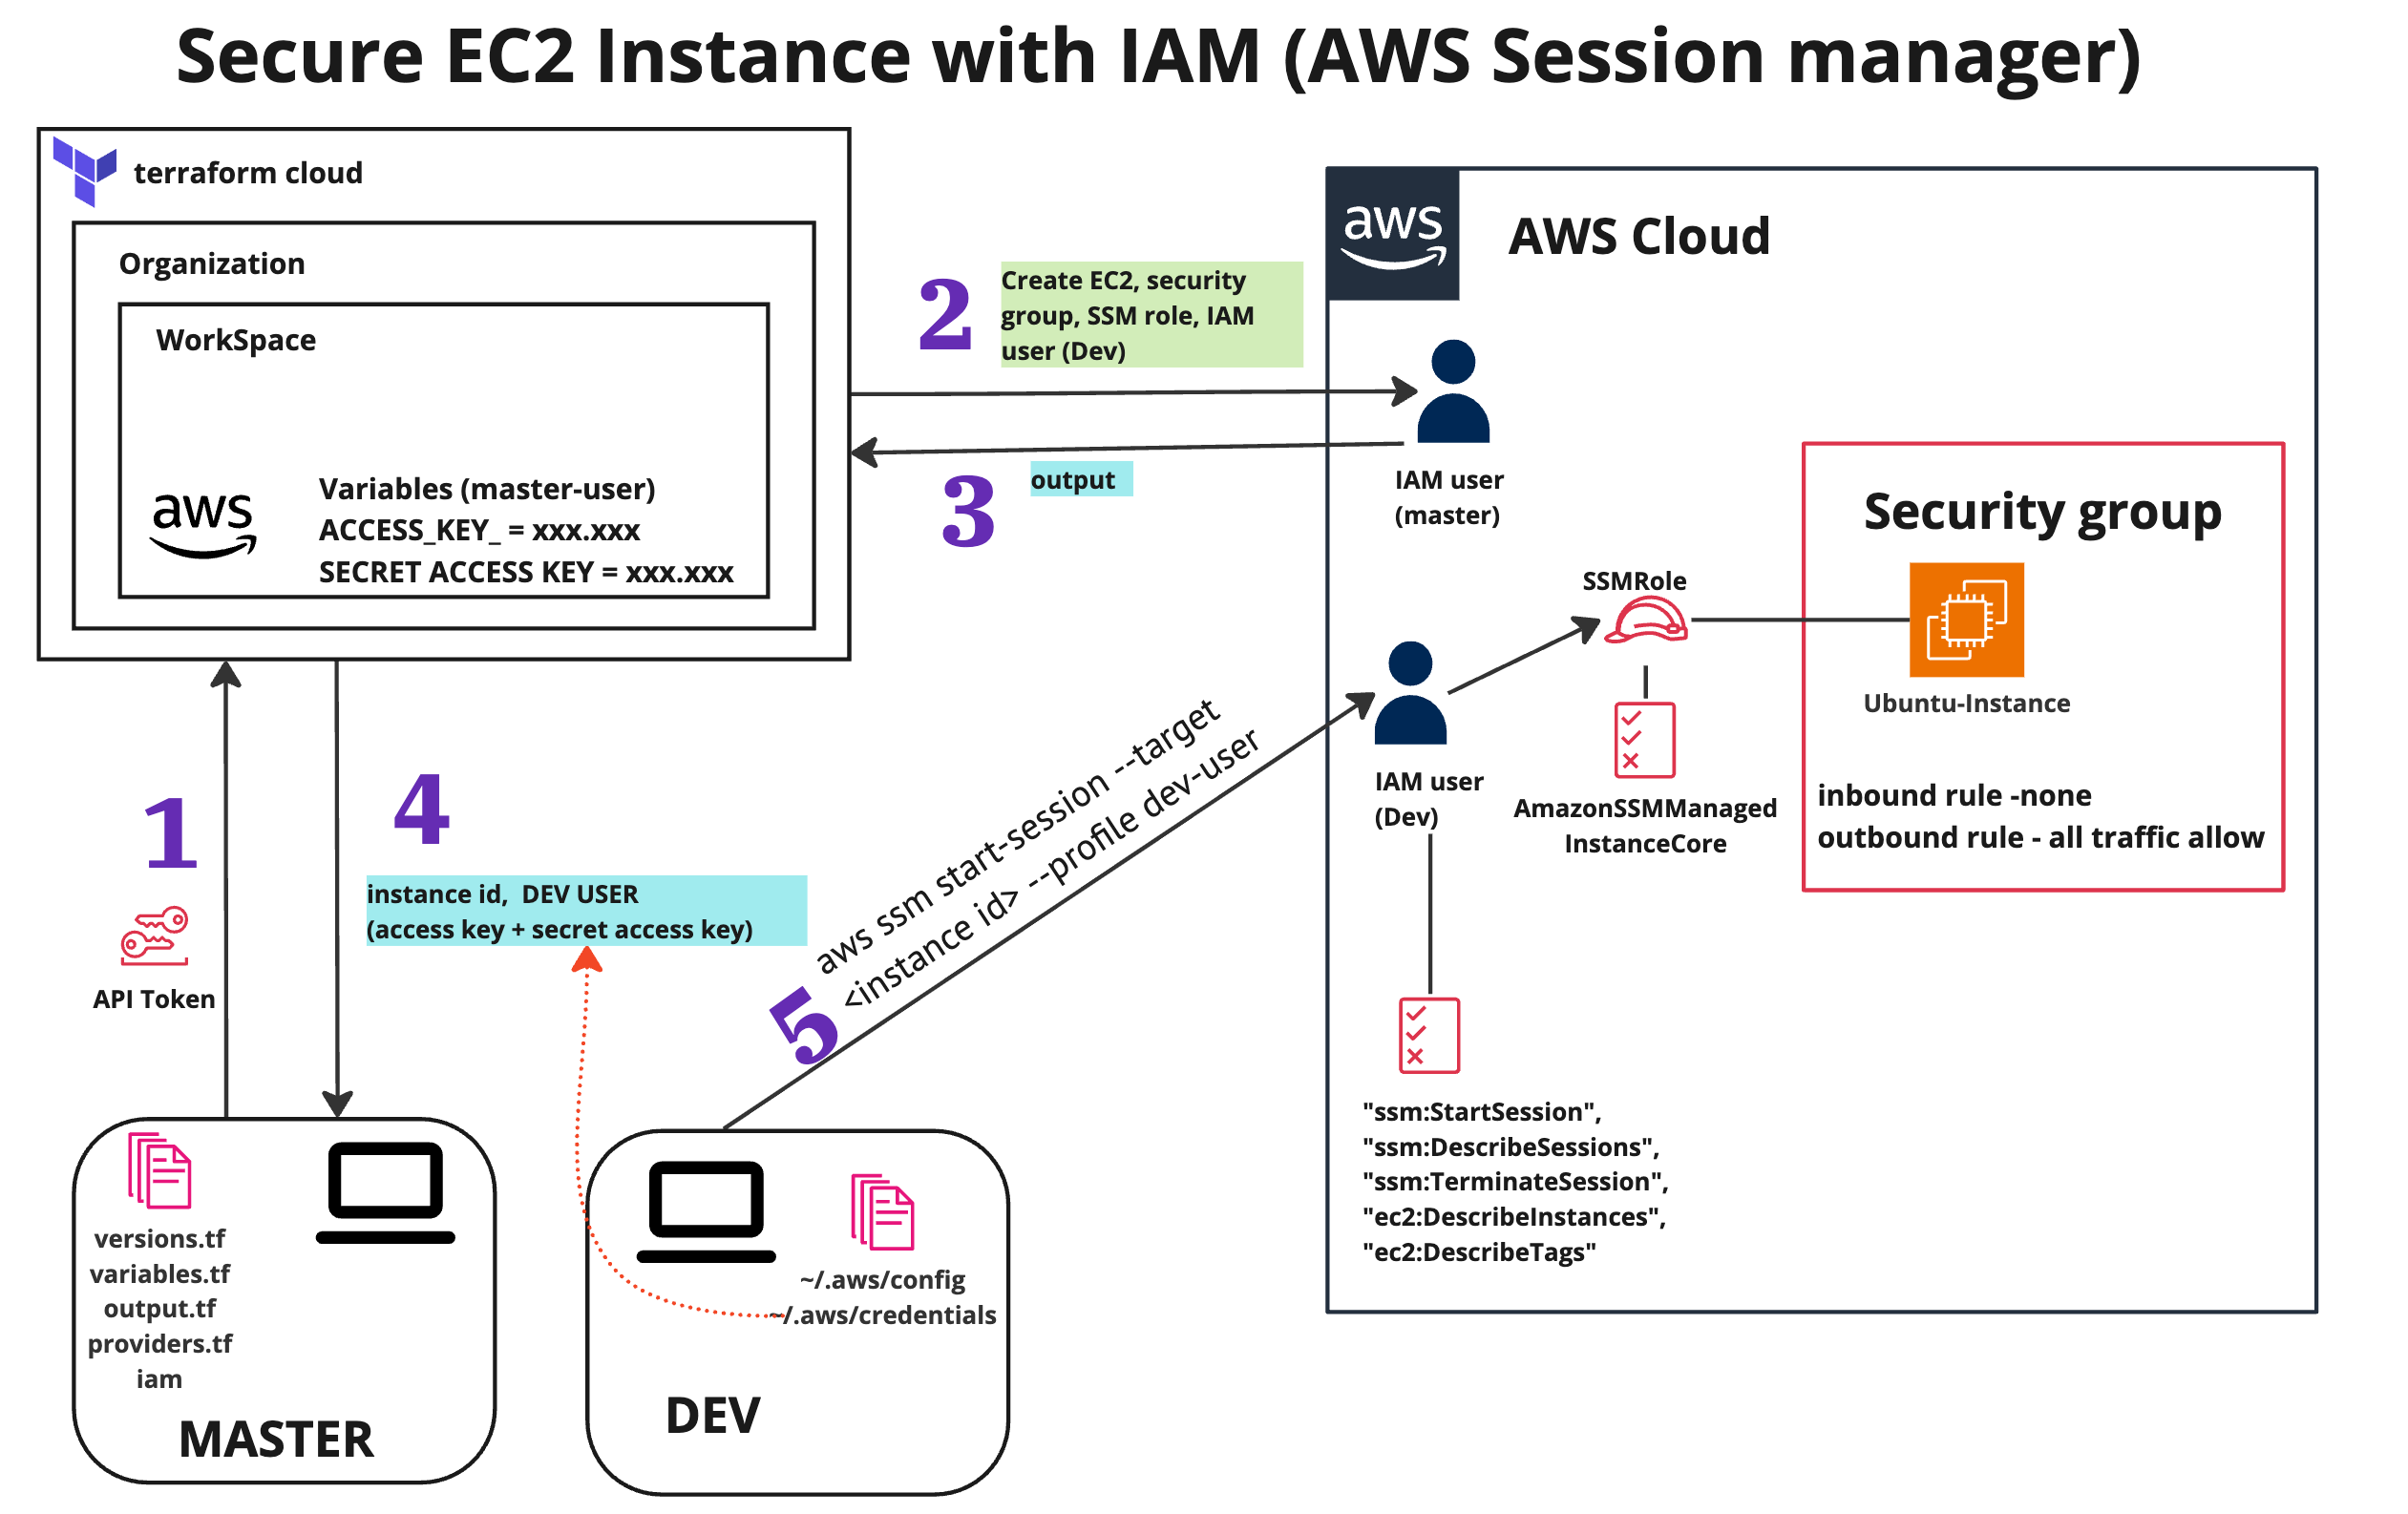 Secure EC2 Instance with IAM (AWS Session manager)
terraform cloud
Organization
WorkSpace
aws
Variables (master-user)
ACCESS_KEY_ = xxx.xxx
SECRET ACCESS KEY = xxx.xxx
2
Create EC2, security
group, SSM role, IAM
user (Dev)
3
output
aws
AWS Cloud
IAM user
(master)
Security group
SSMRole
Ubuntu-Instance
IAM user
(Dev)
AmazonSSMManaged
InstanceCore
inbound rule -none
outbound rule - all traffic allow
1
API Token
4
instance id,  DEV USER
(access key + secret access key)
5
aws ssm start-session --target
<instance id> --profile dev-user
"ssm:StartSession",
"ssm:DescribeSessions",
"ssm:TerminateSession",
"ec2:DescribeInstances",
"ec2:DescribeTags"
versions.tf
variables.tf
output.tf
providers.tf
iam
MASTER
~/.aws/config
~/.aws/credentials
DEV